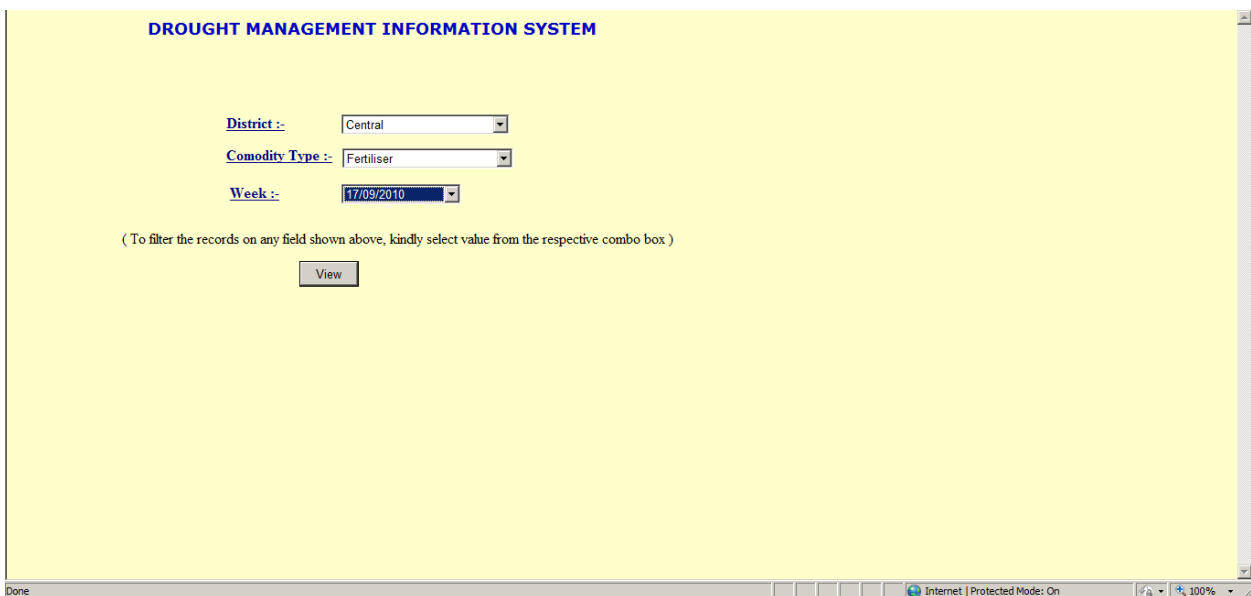 DROUGHT MANAGEMENT INFORMATION SYSTEM
District :- Central
Comodity Type :- Fertiliser
Week :- 17/09/2010
( To filter the records on any field shown above, kindly select value from the respective combo box )
View
Done Internet | Protected Mode: On 100%